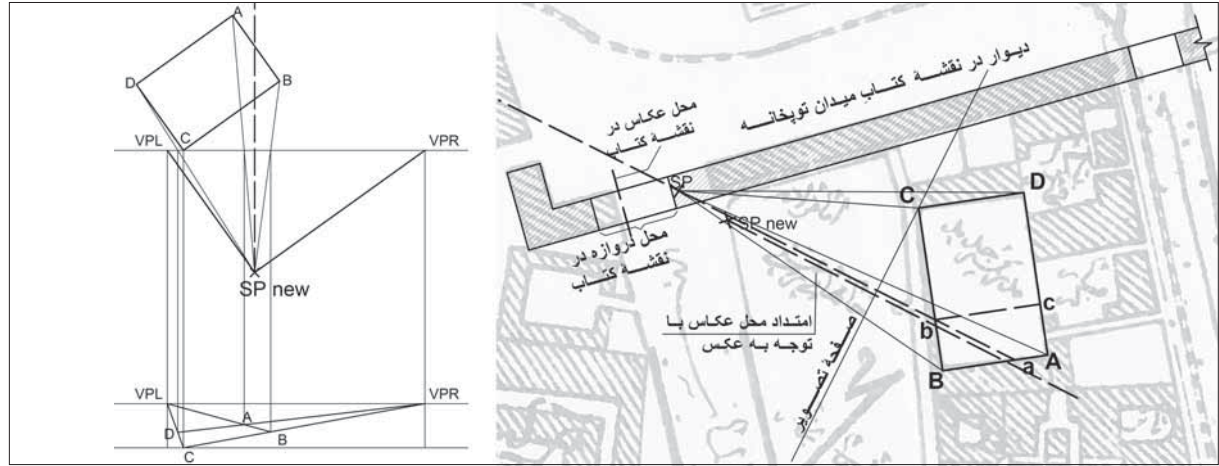 A
D
B
C
VPL
VPR
SP new
VPL
VPR
A
D
B
C
دیوار در نقشهٔ کتاب میدان توپخانه
محل عکاس در
نقشهٔ کتاب
SP
SP new
محل دروازه در
نقشهٔ کتاب
امتداد محل عکاس با
توجه به عکس
صفحهٔ تصویر
C
D
c
b
B
a
A